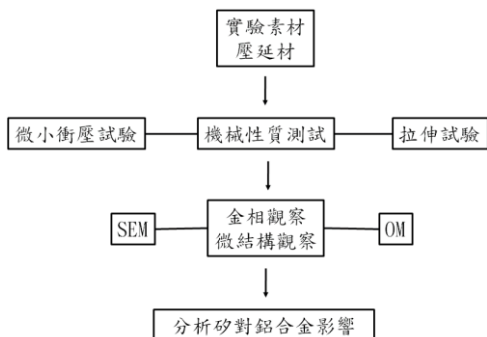 實驗素材
壓延材
微小衝壓試驗
機械性質測試
拉伸試驗
SEM
金相觀察
微結構觀察
OM
分析矽對鋁合金影響